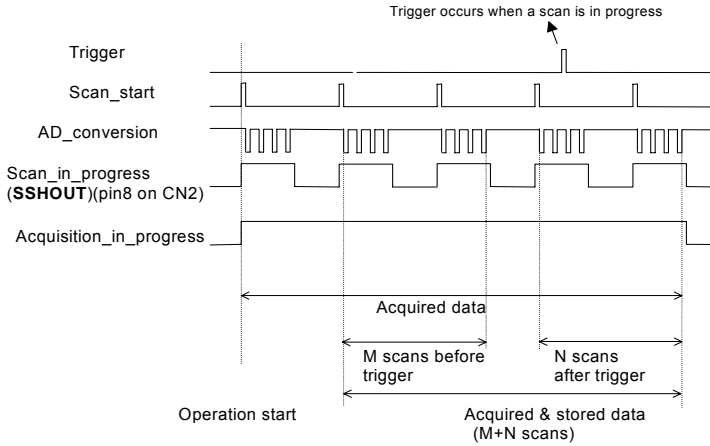 Trigger occurs when a scan is in progress
Trigger
Scan_start
AD_conversion
Scan_in_progress
(SSHOUT)(pin8 on CN2)
Acquisition_in_progress
Acquired data
M scans before
trigger
N scans
after trigger
Operation start
Acquired & stored data
(M+N scans)